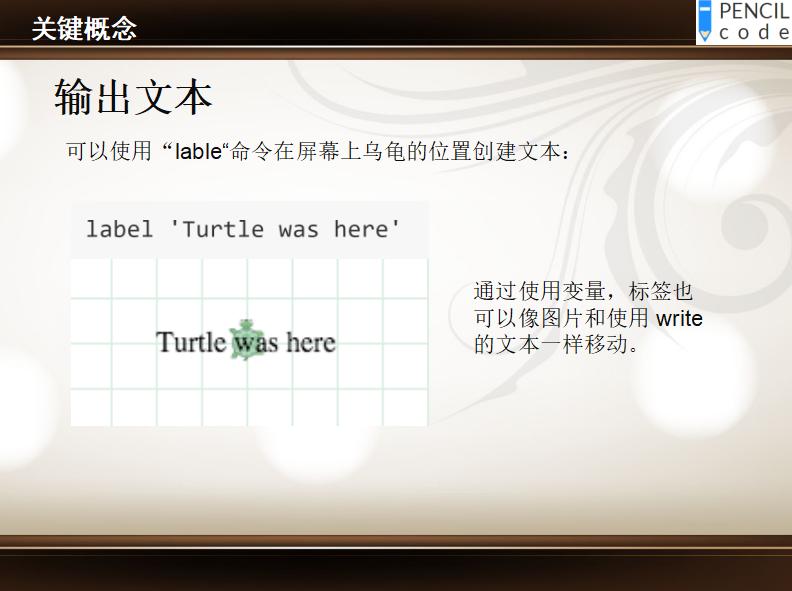 关键概念
PENCIL
code
输出文本
可以使用“lable“命令在屏幕上乌龟的位置创建文本：
label 'Turtle was here'
Turtle was here
通过使用变量，标签也
可以像图片和使用 write
的文本一样移动。